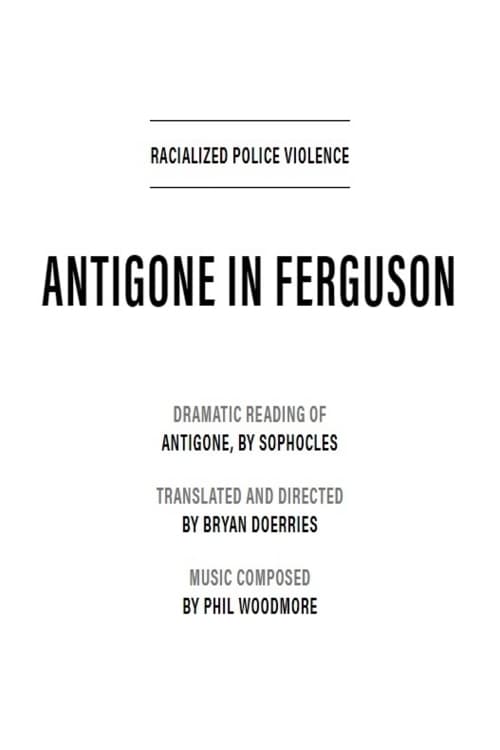 RACIALIZED POLICE VIOLENCE
ANTIGONE IN FERGUSON
DRAMATIC READING OF
ANTIGONE, BY SOPHOCLES
TRANSLATED AND DIRECTED
BY BRYAN DOERRIES
MUSIC COMPOSED
BY PHIL WOODMORE